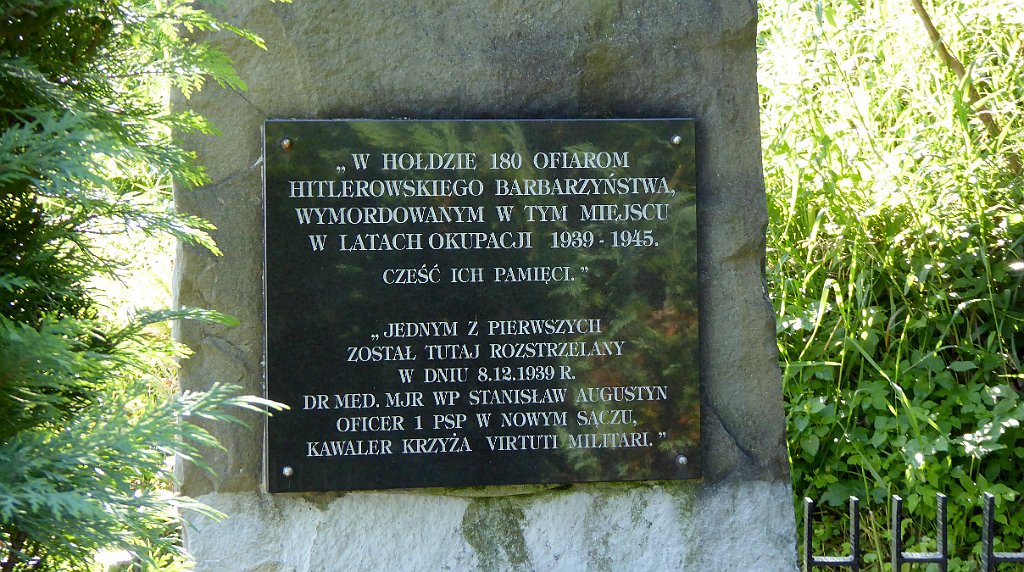 „W HOŁDZIE 180 OFIAROM
HITLEROWSKIEGO BARBARZYŃSTWA,
WYMORDOWANYM W TYM MIEJSCU
W LATACH OKUPACJI 1939 - 1945.
CZEŚĆ ICH PAMIĘCI."
„JEDNYM Z PIERWSZYCH
ZOSTAŁ TUTAJ ROZSTRZELANY
W DNIU 8.12.1939 R.
DR MED. MJR WP STANISŁAW AUGUSTYN
OFICER 1 PSP W NOWYM SĄCZU,
KAWALER KRZYŻA VIRTUTI MILITARI."